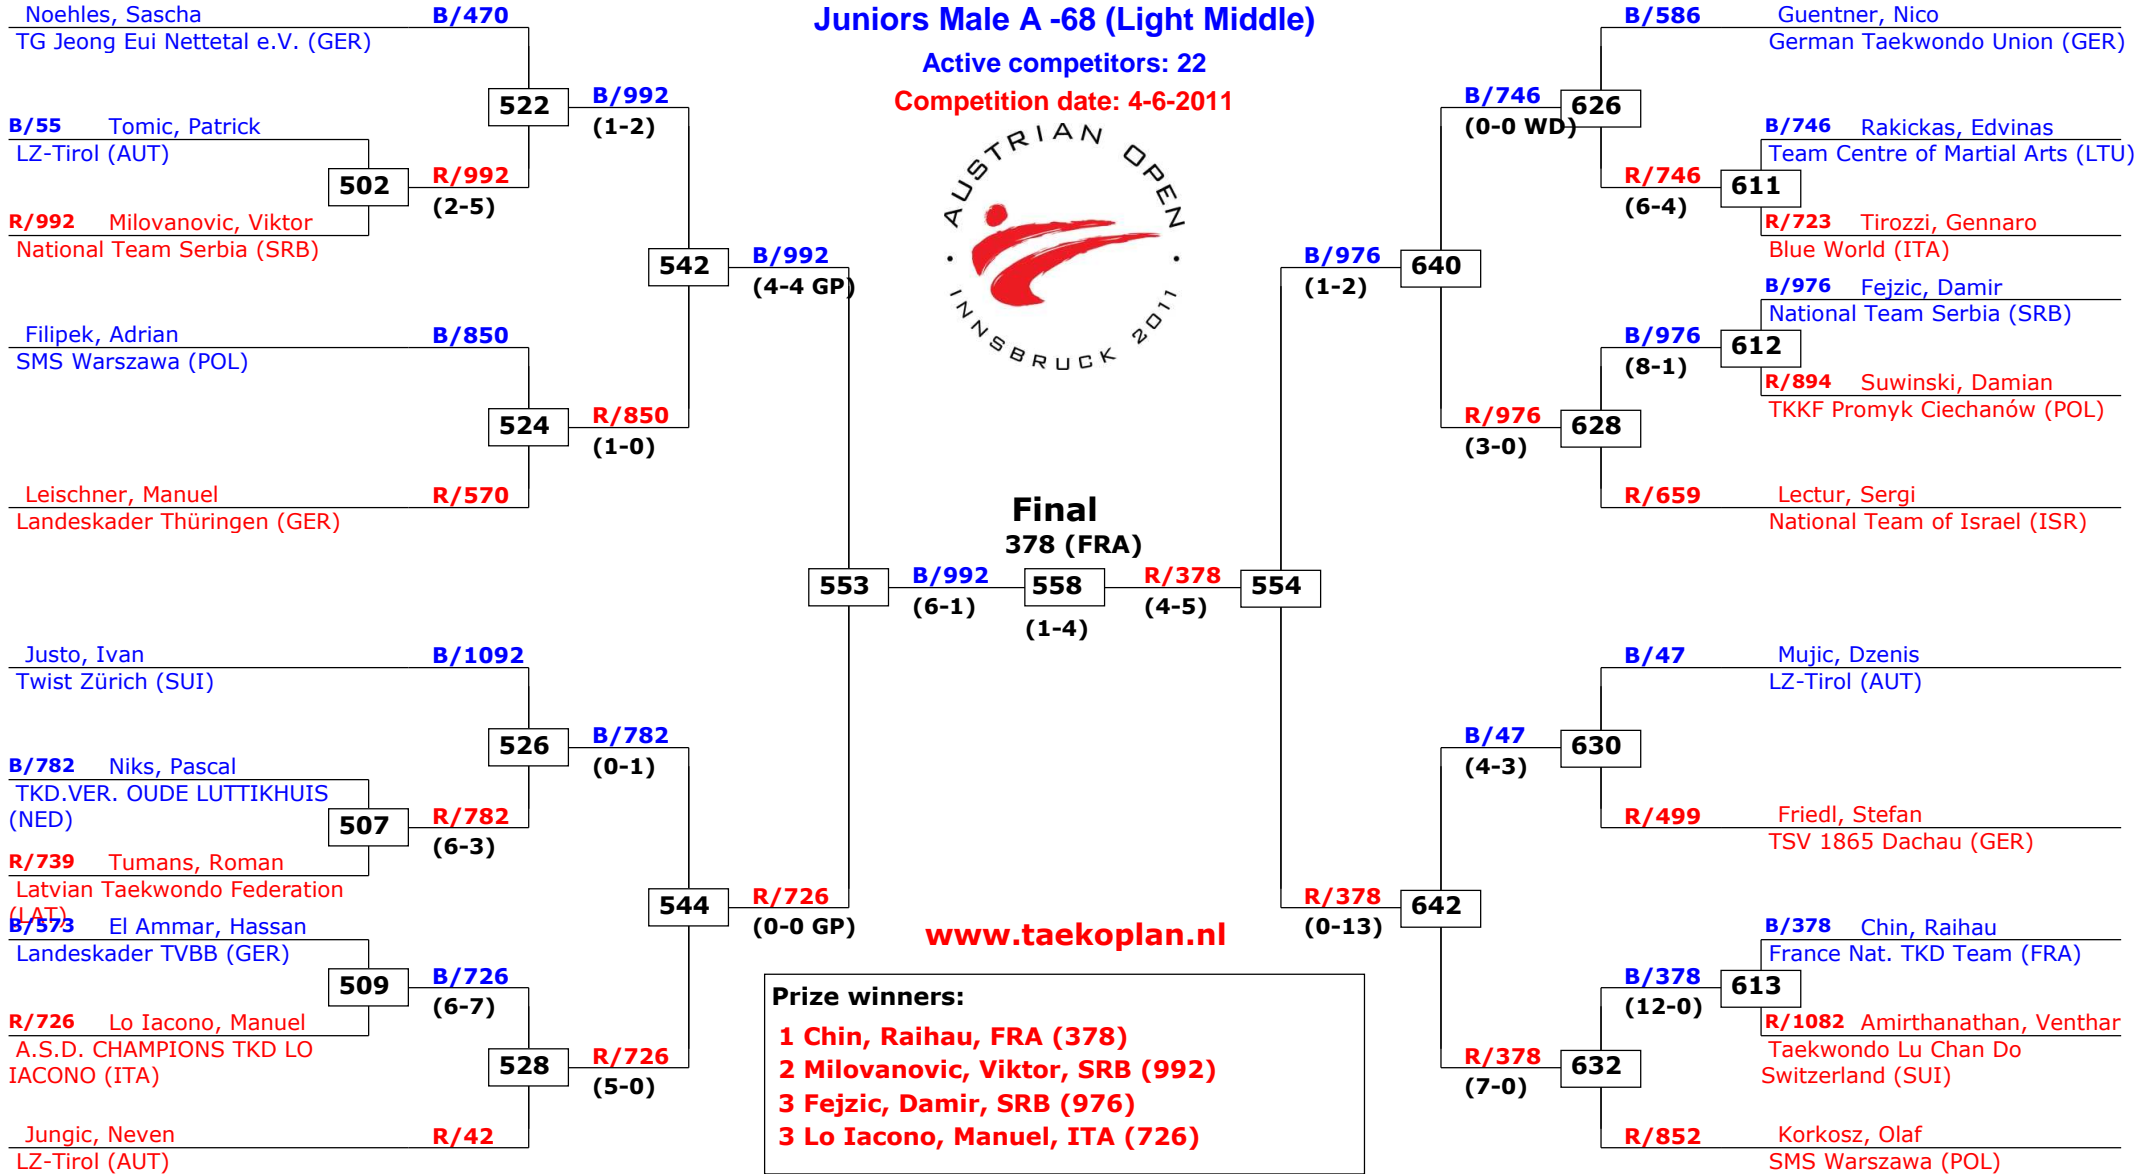 Juniors Male A -68 (Light Middle)
Active competitors: 22
Competition date: 4-6-2011
AUSTRIAN OPEN
· INNSBRUCK 2011 ·
Noehles, Sascha B/470
TG Jeong Eui Nettetal e.V. (GER)
522
B/992
(1-2)
B/55 Tomic, Patrick
LZ-Tirol (AUT)
502
R/992
(2-5)
R/992 Milovanovic, Viktor
National Team Serbia (SRB)
542
B/992
(4-4 GP)
Filipek, Adrian B/850
SMS Warszawa (POL)
524
R/850
(1-0)
Leischner, Manuel R/570
Landeskader Thüringen (GER)
553
B/992
(6-1)
Justo, Ivan B/1092
Twist Zürich (SUI)
526
B/782
(0-1)
B/782 Niks, Pascal
TKD.VER. OUDE LUTTIKHUIS
(NED)
507
R/782
(6-3)
R/739 Tumans, Roman
Latvian Taekwondo Federation
(LAT)
544
R/726
(0-0 GP)
B/573 El Ammar, Hassan
Landeskader TVBB (GER)
509
B/726
(6-7)
R/726 Lo Iacono, Manuel
A.S.D. CHAMPIONS TKD LO
IACONO (ITA)
528
R/726
(5-0)
Jungic, Neven R/42
LZ-Tirol (AUT)
Final
378 (FRA)
558
(1-4)
R/378
(4-5)
554
B/586 Guentner, Nico
German Taekwondo Union (GER)
B/746
(0-0 WD)
626
B/746 Rakickas, Edvinas
Team Centre of Martial Arts (LTU)
R/746
(6-4)
611
R/723 Tirozzi, Gennaro
Blue World (ITA)
B/976
(1-2)
640
B/976 Fejzic, Damir
National Team Serbia (SRB)
B/976
(8-1)
612
R/894 Suwinski, Damian
TKKF Promyk Ciechanów (POL)
R/976
(3-0)
628
R/659 Lectur, Sergi
National Team of Israel (ISR)
B/47 Mujic, Dzenis
LZ-Tirol (AUT)
B/47
(4-3)
630
R/499 Friedl, Stefan
TSV 1865 Dachau (GER)
R/378
(0-13)
642
B/378 Chin, Raihau
France Nat. TKD Team (FRA)
B/378
(12-0)
613
R/1082 Amirthanathan, Venthar
Taekwondo Lu Chan Do
Switzerland (SUI)
R/378
(7-0)
632
R/852 Korkosz, Olaf
SMS Warszawa (POL)
www.taekoplan.nl
Prize winners:
1 Chin, Raihau, FRA (378)
2 Milovanovic, Viktor, SRB (992)
3 Fejzic, Damir, SRB (976)
3 Lo Iacono, Manuel, ITA (726)